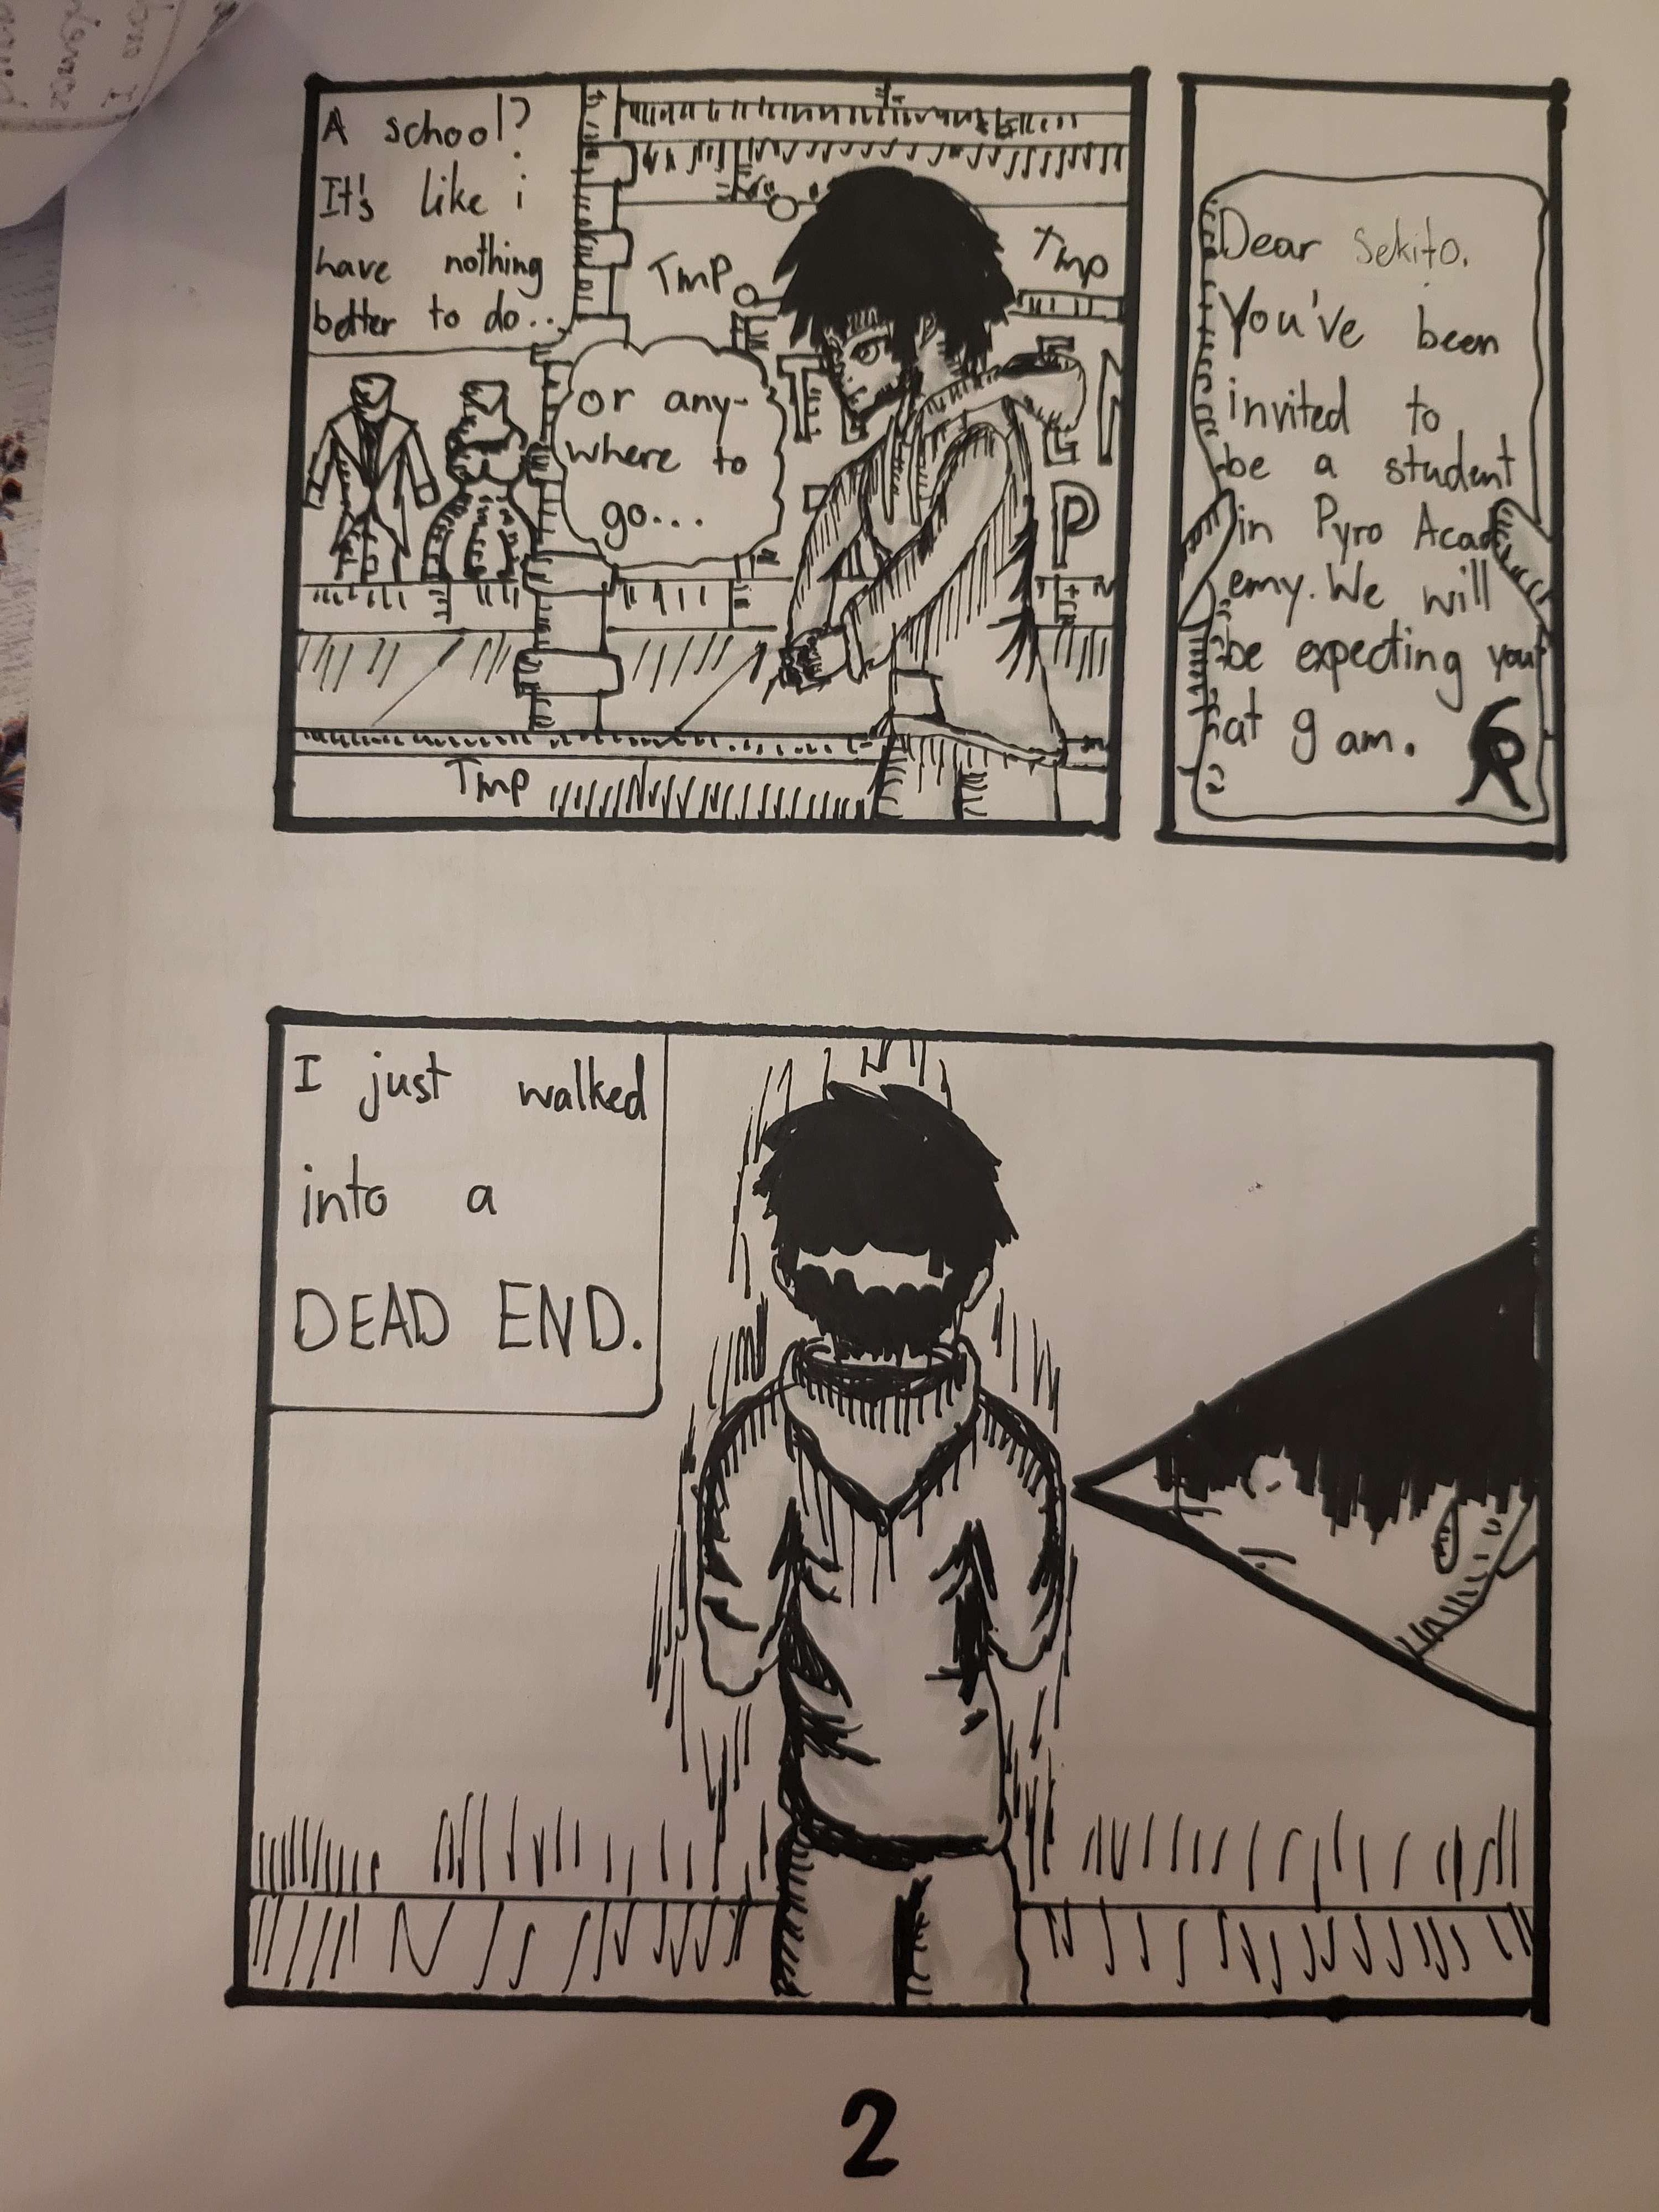 Dear Sekito.
You've been
invited to
be a student
in Pyro Acad
emy. We will
be expecting you
at 9 am.
A school?
It's like i
have nothing
better to do..
TmP
Tmp
or any-
where to
go...
P
Tmp
I just walked
into a
DEAD END.
2